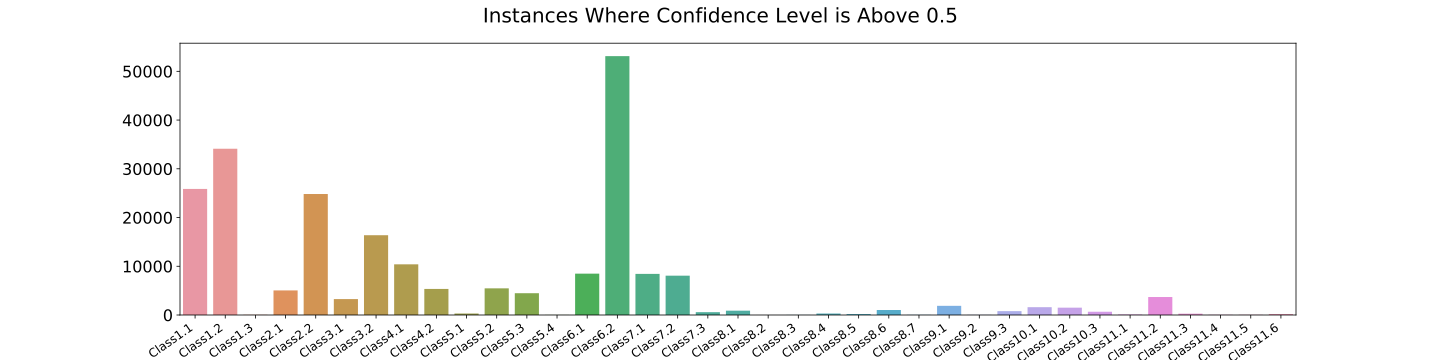 Instances Where Confidence Level is Above 0.5
50000
40000
30000
20000
10000
0
Class1.1
Class1.2
Class1.3
Class2.1
Class2.2
Class3.1
Class3.2
Class4.1
Class4.2
Class5.1
Class5.2
Class5.3
Class5.4
Class6.1
Class6.2
Class7.1
Class7.2
Class7.3
Class8.1
Class8.2
Class8.3
Class8.4
Class8.5
Class8.6
Class8.7
Class9.1
Class9.2
Class9.3
Class10.1
Class10.2
Class10.3
Class11.1
Class11.2
Class11.3
Class11.4
Class11.5
Class11.6